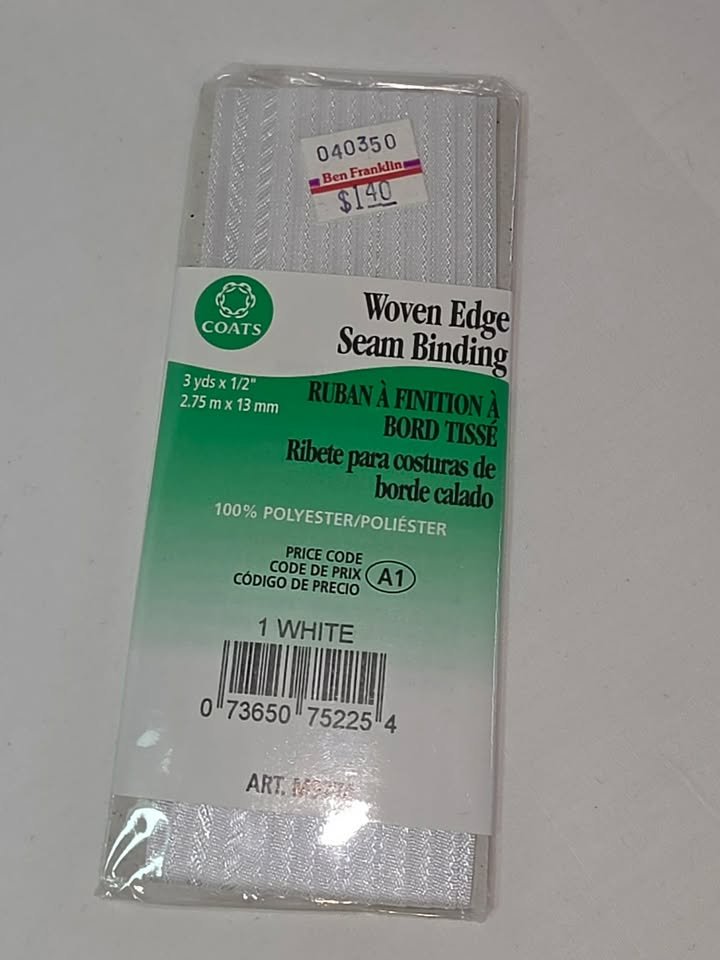 040350
Ben Franklin
$1.40
COATS
Woven Edge
Seam Binding
3 yds x 1/2"
2.75 m x 13 mm
RUBAN À FINITION À
BORD TISSÉ
Ribete para costuras de
borde calado
100% POLYESTER/POLIÉSTER
PRICE CODE
CODE DE PRIX
CÓDIGO DE PRECIO
A1
1 WHITE
0 73650 75225 4
ART.